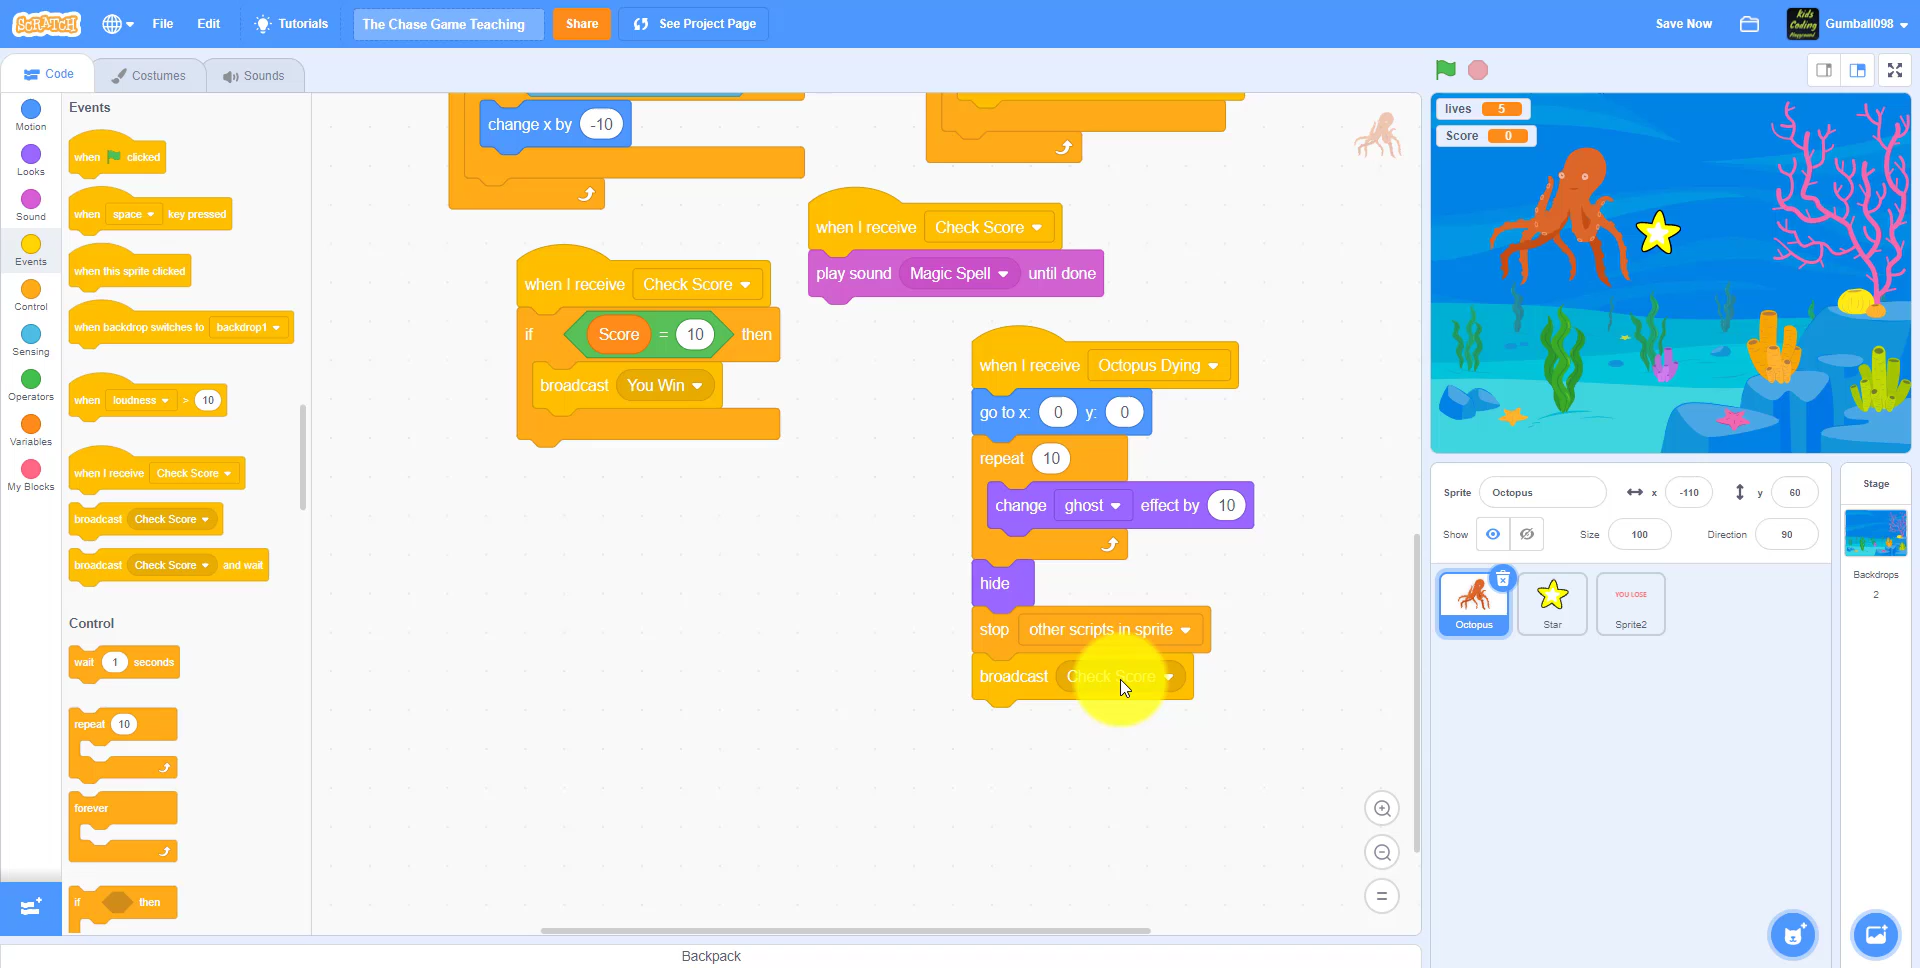 SCRATCH File Edit Tutorials The Chase Game Teaching Share See Project Page Save Now Kids Coding Playground Gumball098
Code Costumes Sounds
Motion
Looks
Sound
Events
Control
Sensing
Operators
Variables
My Blocks
Events
when clicked
when space key pressed
when this sprite clicked
when backdrop switches to backdrop1
when loudness > 10
when I receive Check Score
broadcast Check Score
broadcast Check Score and wait
Control
wait 1 seconds
repeat 10
forever
if then
change x by -10
when I receive Check Score
if Score = 10 then
broadcast You Win
when I receive Check Score
play sound Magic Spell until done
when I receive Octopus Dying
go to x: 0 y: 0
repeat 10
change ghost effect by 10
hide
stop other scripts in sprite
broadcast Check Score
lives 5
Score 0
Sprite Octopus x -110 y 60
Show Size 100 Direction 90
Octopus
Star
YOU LOSE
Sprite2
Stage
Backdrops
2
Backpack